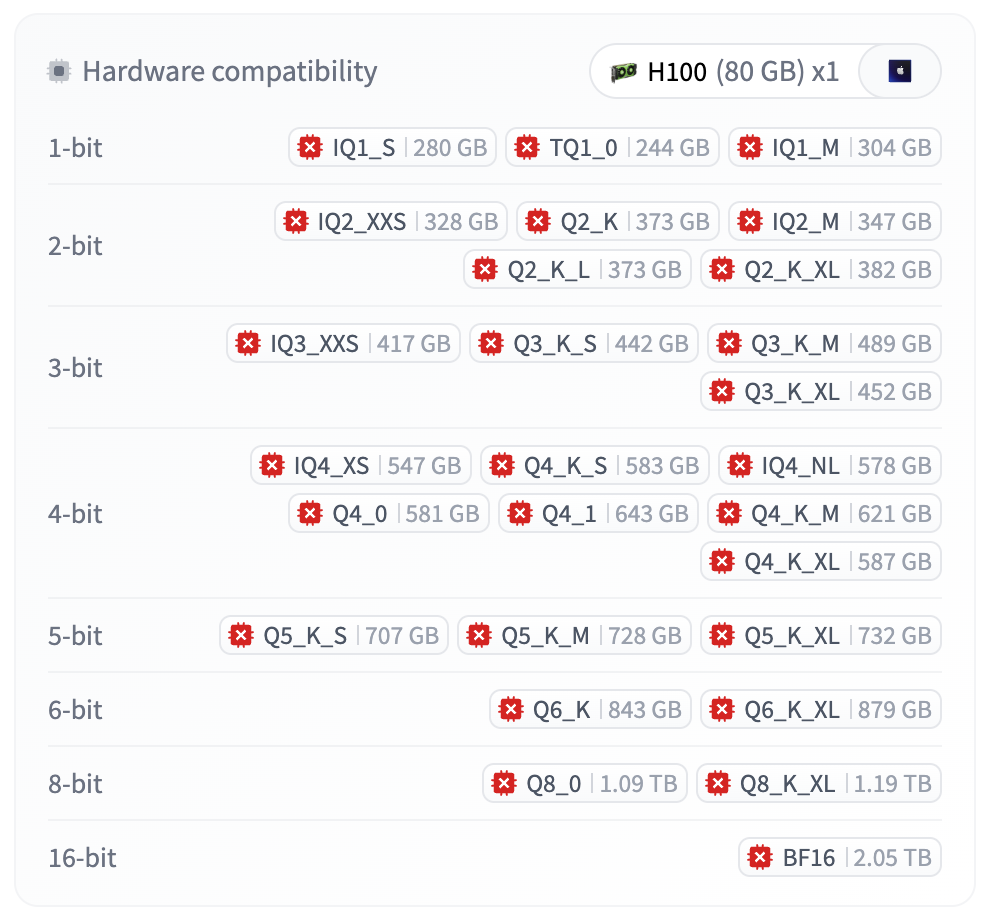 Hardware compatibility H100 (80 GB) x1
1-bit IQ1_S 280 GB TQ1_0 244 GB IQ1_M 304 GB
2-bit IQ2_XXS 328 GB Q2_K 373 GB IQ2_M 347 GB
Q2_K_L 373 GB Q2_K_XL 382 GB
3-bit IQ3_XXS 417 GB Q3_K_S 442 GB Q3_K_M 489 GB
Q3_K_XL 452 GB
4-bit IQ4_XS 547 GB Q4_K_S 583 GB IQ4_NL 578 GB
Q4_0 581 GB Q4_1 643 GB Q4_K_M 621 GB
Q4_K_XL 587 GB
5-bit Q5_K_S 707 GB Q5_K_M 728 GB Q5_K_XL 732 GB
6-bit Q6_K 843 GB Q6_K_XL 879 GB
8-bit Q8_0 1.09 TB Q8_K_XL 1.19 TB
16-bit BF16 2.05 TB